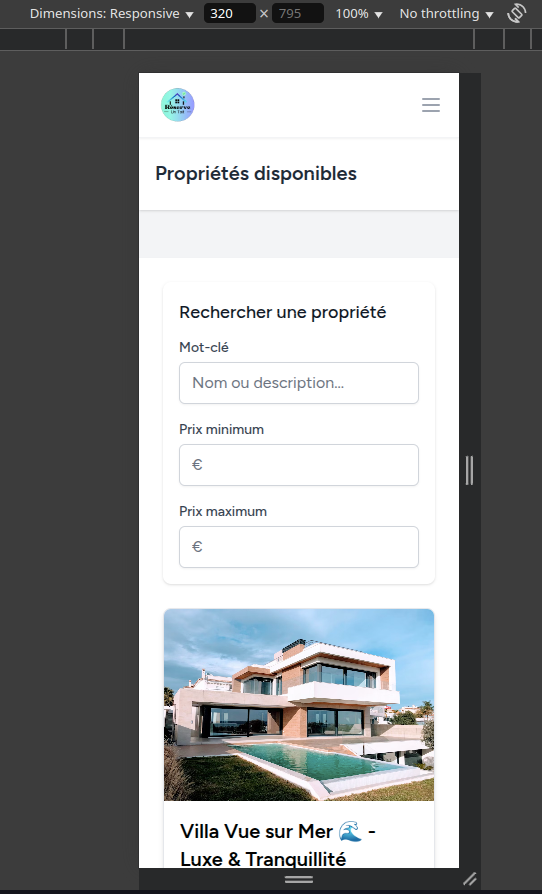 Dimensions: Responsive 320 × 795 100% No throttling
Réserve
Un Toit
Propriétés disponibles
Rechercher une propriété
Mot-clé
Nom ou description...
Prix minimum
€
Prix maximum
€
Villa Vue sur Mer 🌊 -
Luxe & Tranquillité